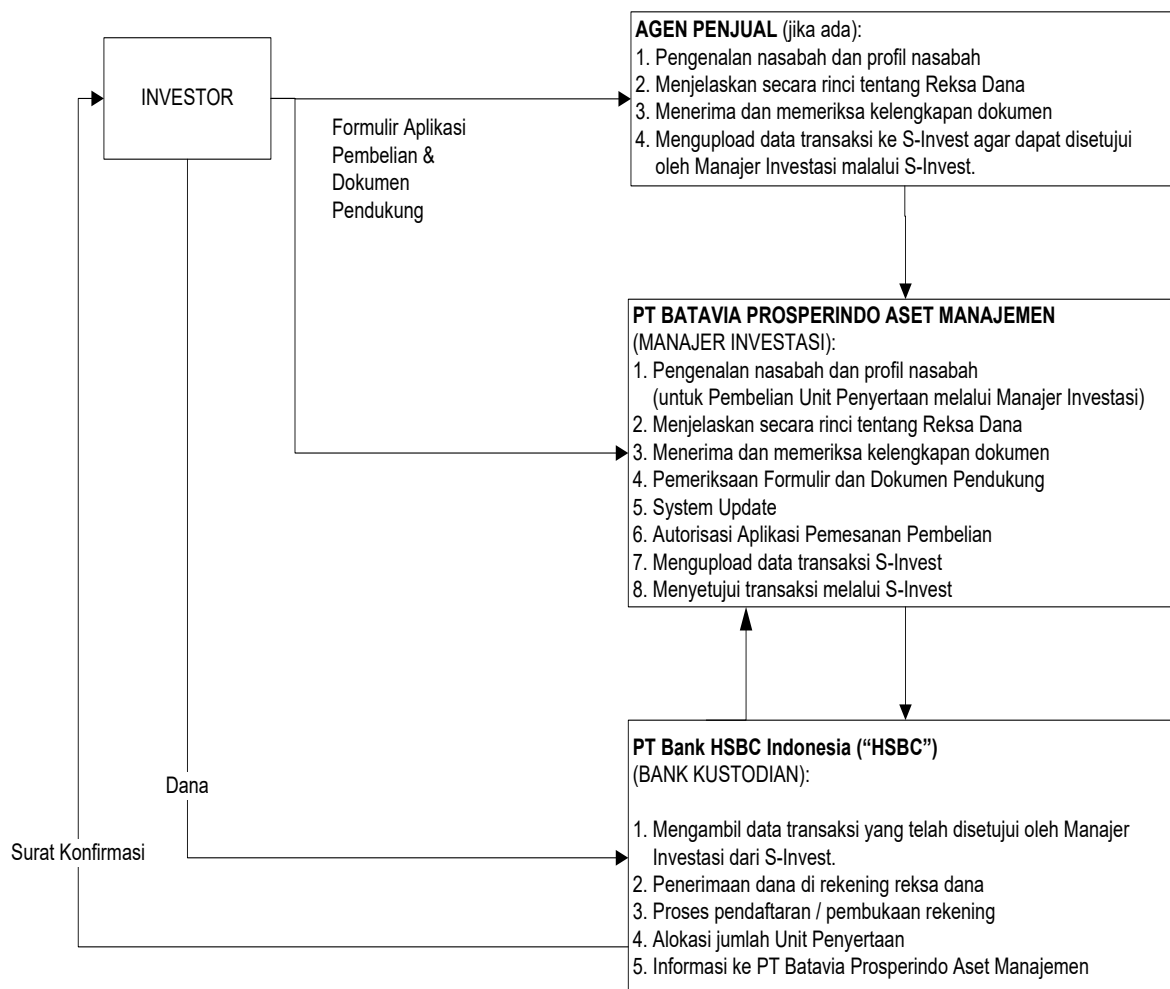 AGEN PENJUAL (jika ada):
1. Pengenalan nasabah dan profil nasabah
2. Menjelaskan secara rinci tentang Reksa Dana
3. Menerima dan memeriksa kelengkapan dokumen
4. Mengupload data transaksi ke S-Invest agar dapat disetujui
oleh Manajer Investasi malalui S-Invest.
INVESTOR
Formulir Aplikasi
Pembelian &
Dokumen
Pendukung
PT BATAVIA PROSPERINDO ASET MANAJEMEN
(MANAJER INVESTASI):
1. Pengenalan nasabah dan profil nasabah
(untuk Pembelian Unit Penyertaan melalui Manajer Investasi)
2. Menjelaskan secara rinci tentang Reksa Dana
3. Menerima dan memeriksa kelengkapan dokumen
4. Pemeriksaan Formulir dan Dokumen Pendukung
5. System Update
6. Autorisasi Aplikasi Pemesanan Pembelian
7. Mengupload data transaksi S-Invest
8. Menyetujui transaksi melalui S-Invest
Dana
Surat Konfirmasi
PT Bank HSBC Indonesia (“HSBC”)
(BANK KUSTODIAN):
1. Mengambil data transaksi yang telah disetujui oleh Manajer
Investasi dari S-Invest.
2. Penerimaan dana di rekening reksa dana
3. Proses pendaftaran / pembukaan rekening
4. Alokasi jumlah Unit Penyertaan
5. Informasi ke PT Batavia Prosperindo Aset Manajemen